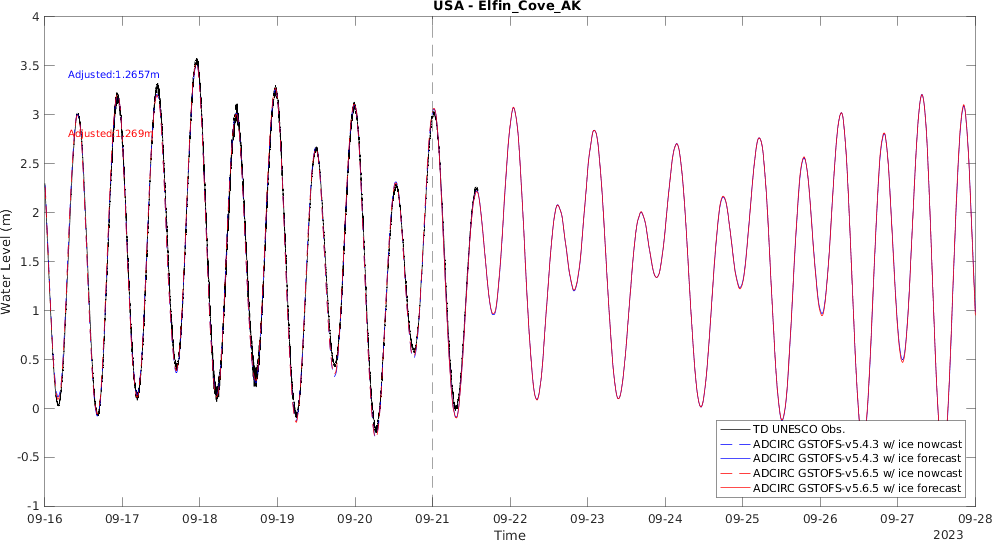 USA - Elfin_Cove_AK
4
3.5
3
2.5
2
1.5
1
0.5
0
-0.5
-1
Water Level (m)
Adjusted:1.2657m
Adjusted:1.269m
TD UNESCO Obs.
ADCIRC GSTOFS-v5.4.3 w/ ice nowcast
ADCIRC GSTOFS-v5.4.3 w/ ice forecast
ADCIRC GSTOFS-v5.6.5 w/ ice nowcast
ADCIRC GSTOFS-v5.6.5 w/ ice forecast
09-16 09-17 09-18 09-19 09-20 09-21 09-22 09-23 09-24 09-25 09-26 09-27 09-28
Time
2023